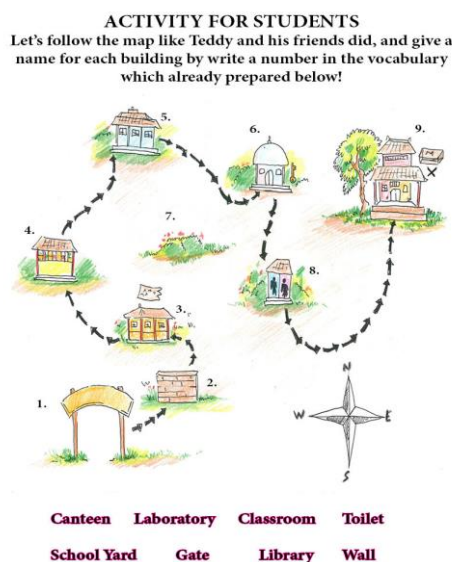 ACTIVITY FOR STUDENTS
Let's follow the map like Teddy and his friends did, and give a
name for each building by write a number in the vocabulary
which already prepared below!
5.
6.
9.
7.
4.
8.
3.
2.
1.
N
W E
S
Canteen Laboratory Classroom Toilet
School Yard Gate Library Wall